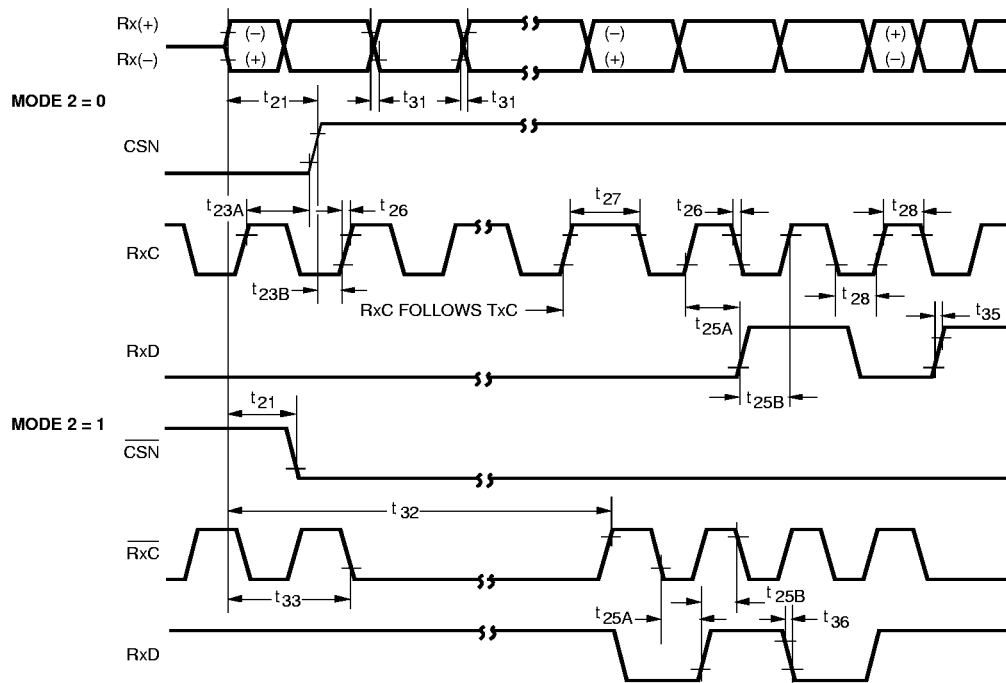 Rx(+)
(–) (–) (+)
Rx(–)
(+) (+) (–)
t21 t31 t31
MODE 2 = 0
CSN
t23A t26 t27 t26 t28
RxC
t23B t28
RxC FOLLOWS TxC
t25A t35
RxD
t21 t25B
MODE 2 = 1
CSN
t32
RxC
t33 t25A t25B t36
RxD